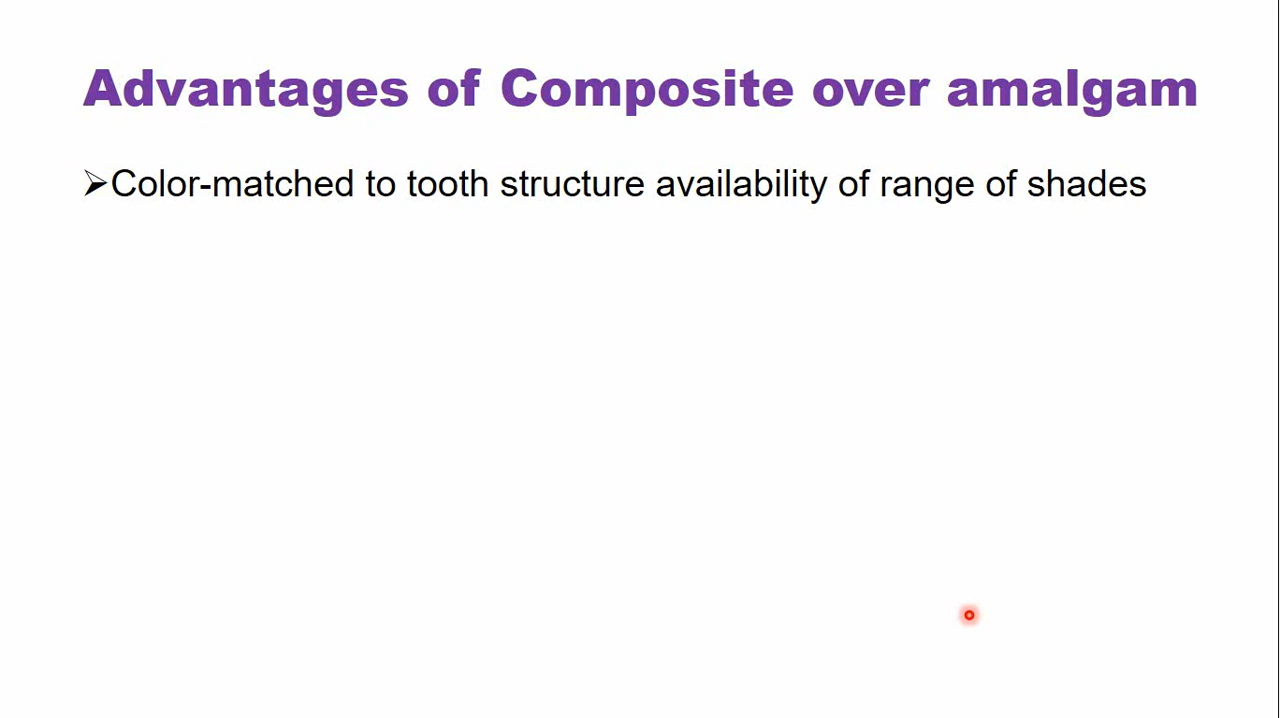 Advantages of Composite over amalgam
➢Color-matched to tooth structure availability of range of shades